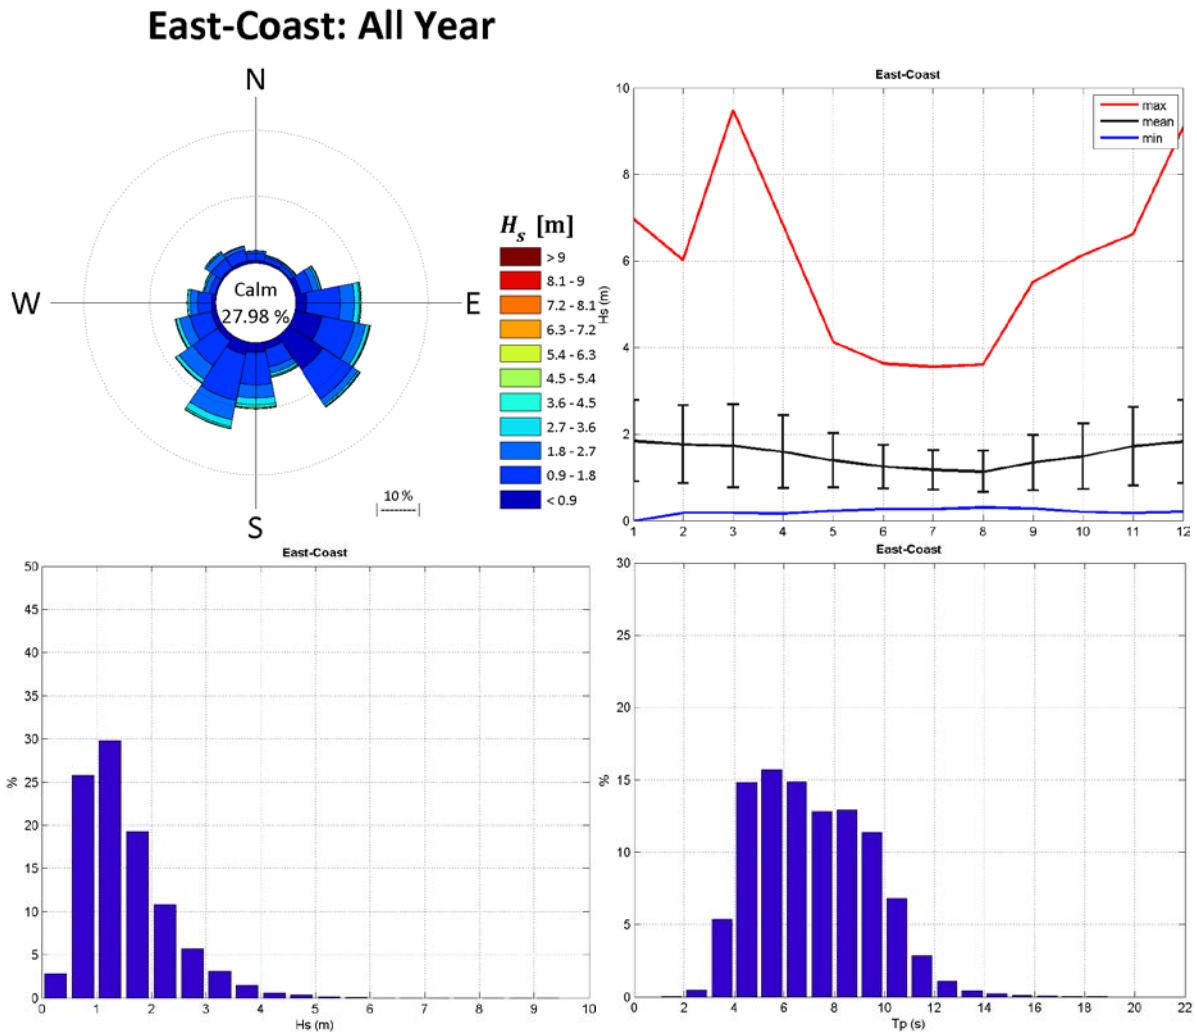 East-Coast: All Year
N
W
E
S
Calm
27.98 %
10 %
H_s [m]
> 9
8.1 - 9
7.2 - 8.1
6.3 - 7.2
5.4 - 6.3
4.5 - 5.4
3.6 - 4.5
2.7 - 3.6
1.8 - 2.7
0.9 - 1.8
< 0.9
East-Coast
max
mean
min
Hs (m)
10
8
6
4
2
0
1 2 3 4 5 6 7 8 9 10 11 12
East-Coast
%
50
45
40
35
30
25
20
15
10
5
0
0 1 2 3 4 5 6 7 8 9 10
Hs (m)
East-Coast
%
30
25
20
15
10
5
0
0 2 4 6 8 10 12 14 16 18 20 22
Tp (s)